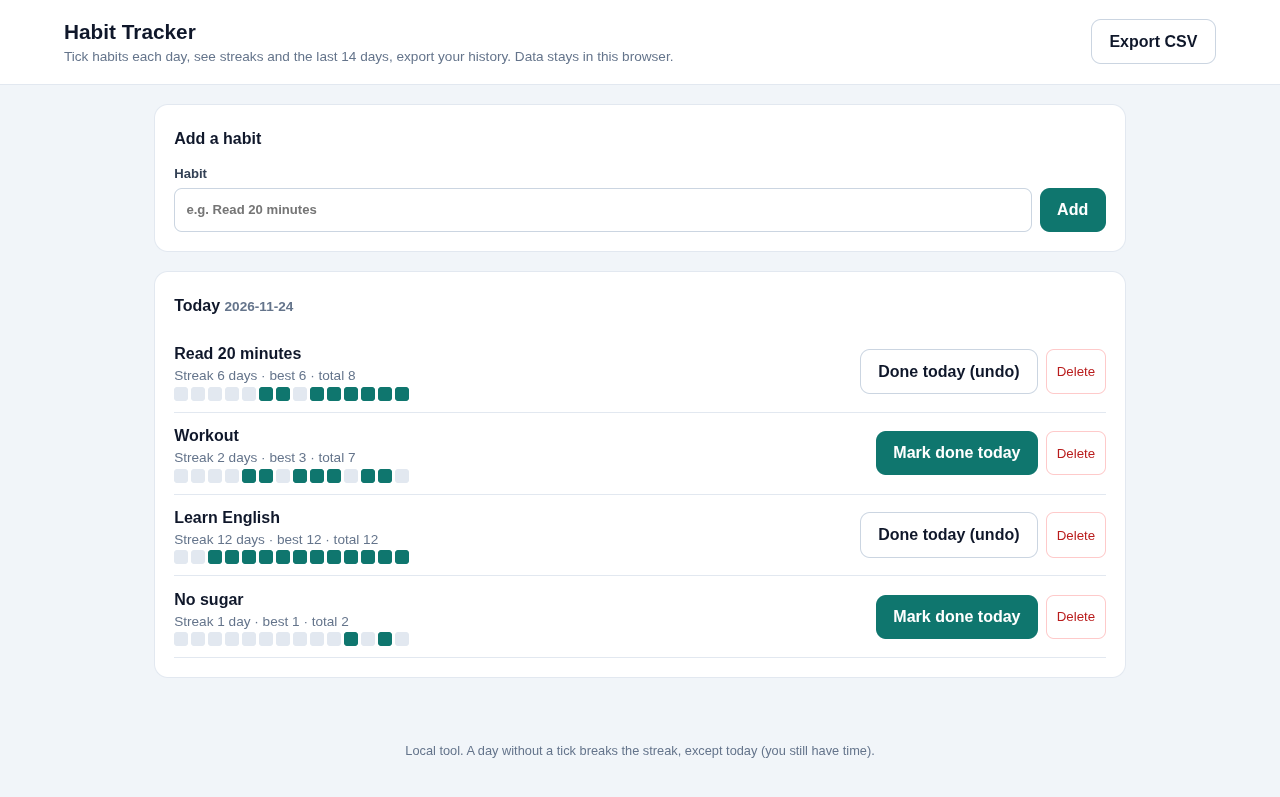 Habit Tracker
Tick habits each day, see streaks and the last 14 days, export your history. Data stays in this browser.
Export CSV
Add a habit
Habit
e.g. Read 20 minutes
Add
Today 2026-11-24
Read 20 minutes
Streak 6 days · best 6 · total 8
Done today (undo)
Delete
Workout
Streak 2 days · best 3 · total 7
Mark done today
Delete
Learn English
Streak 12 days · best 12 · total 12
Done today (undo)
Delete
No sugar
Streak 1 day · best 1 · total 2
Mark done today
Delete
Local tool. A day without a tick breaks the streak, except today (you still have time).